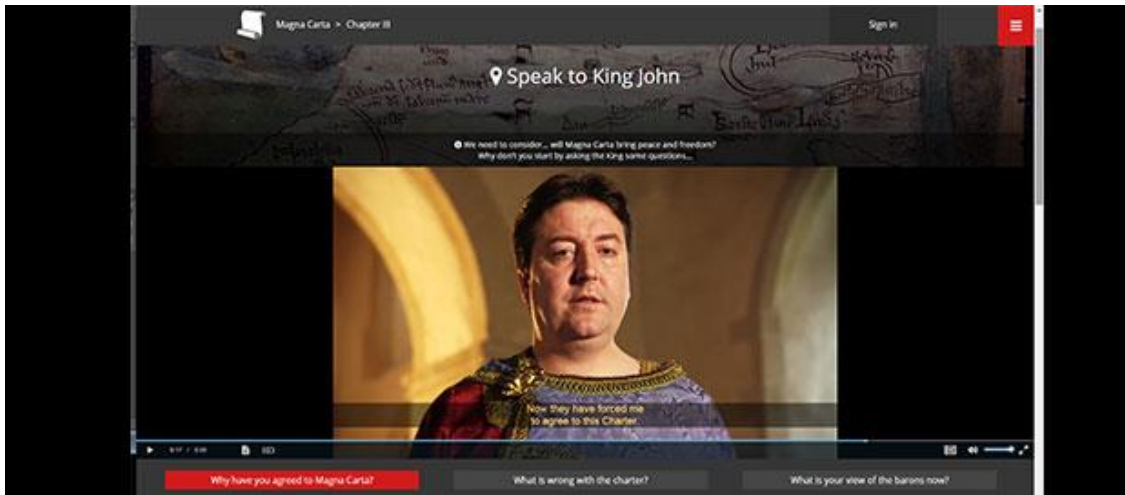 Magna Carta > Chapter III
Sign in
Speak to King John
We need to consider... will Magna Carta bring peace and freedom?
Why don't you start by asking the King some questions...
Now they have forced me
to agree to this Charter.
Why have you agreed to Magna Carta?
What is wrong with the charter?
What is your view of the barons now?